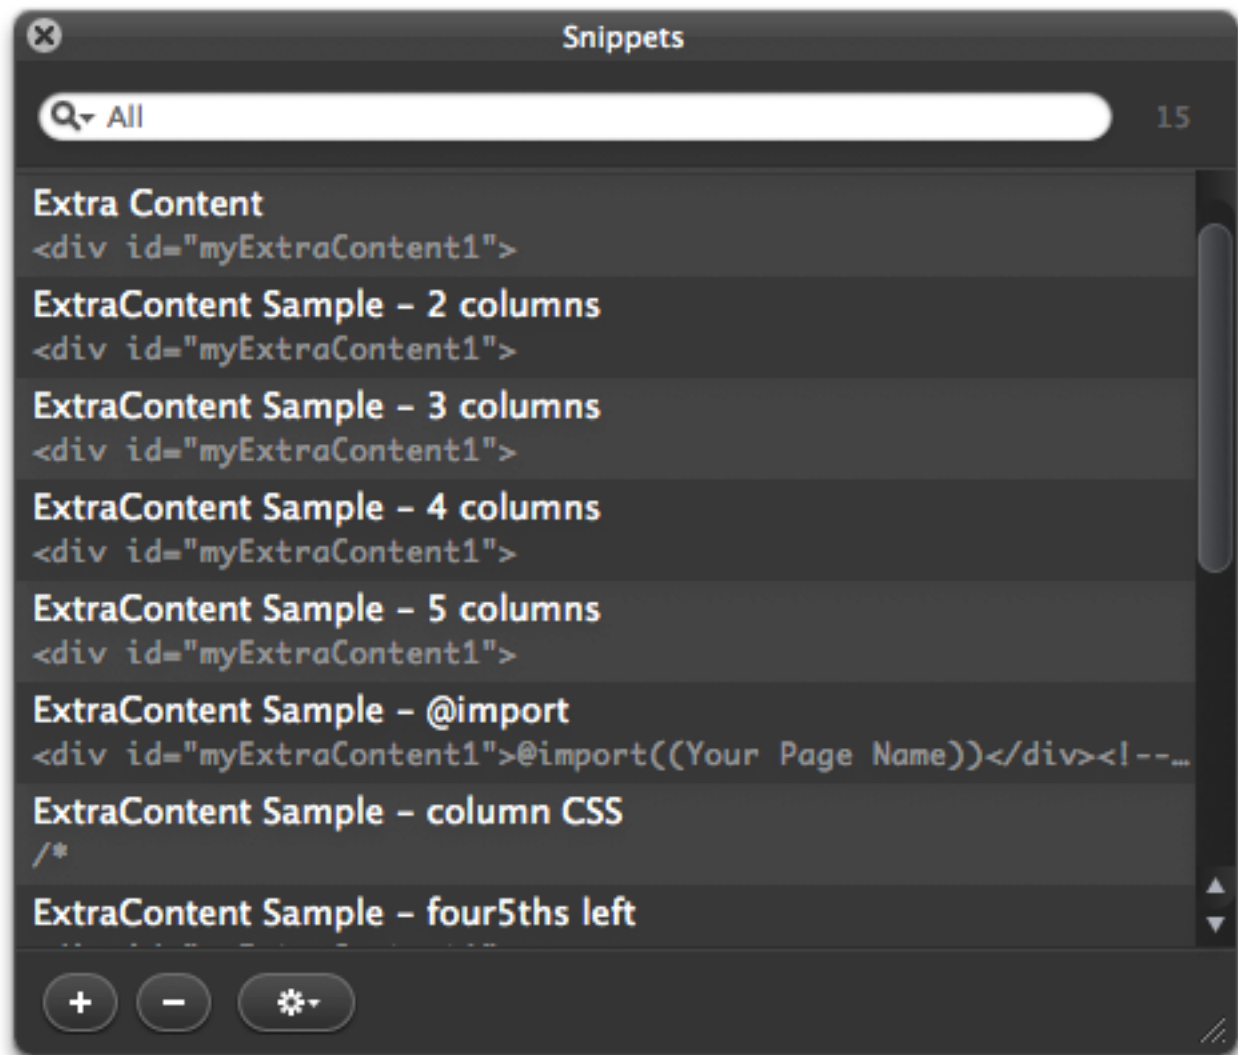 Snippets
All
15
Extra Content
<div id="myExtraContent1">
ExtraContent Sample – 2 columns
<div id="myExtraContent1">
ExtraContent Sample – 3 columns
<div id="myExtraContent1">
ExtraContent Sample – 4 columns
<div id="myExtraContent1">
ExtraContent Sample – 5 columns
<div id="myExtraContent1">
ExtraContent Sample – @import
<div id="myExtraContent1">@import((Your Page Name))</div><!--…
ExtraContent Sample – column CSS
/*
ExtraContent Sample – four5ths left